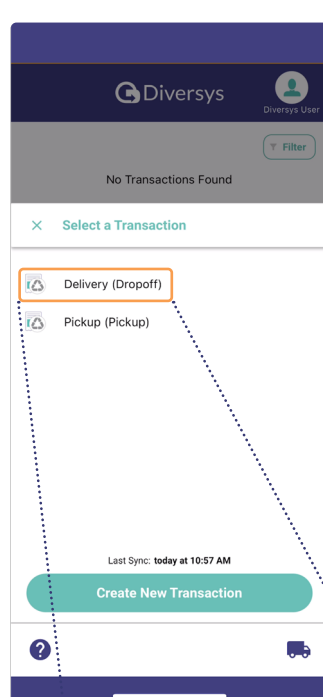 Diversys
Diversys User
Filter
No Transactions Found
Select a Transaction
Delivery (Dropoff)
Pickup (Pickup)
Last Sync: today at 10:57 AM
Create New Transaction
?